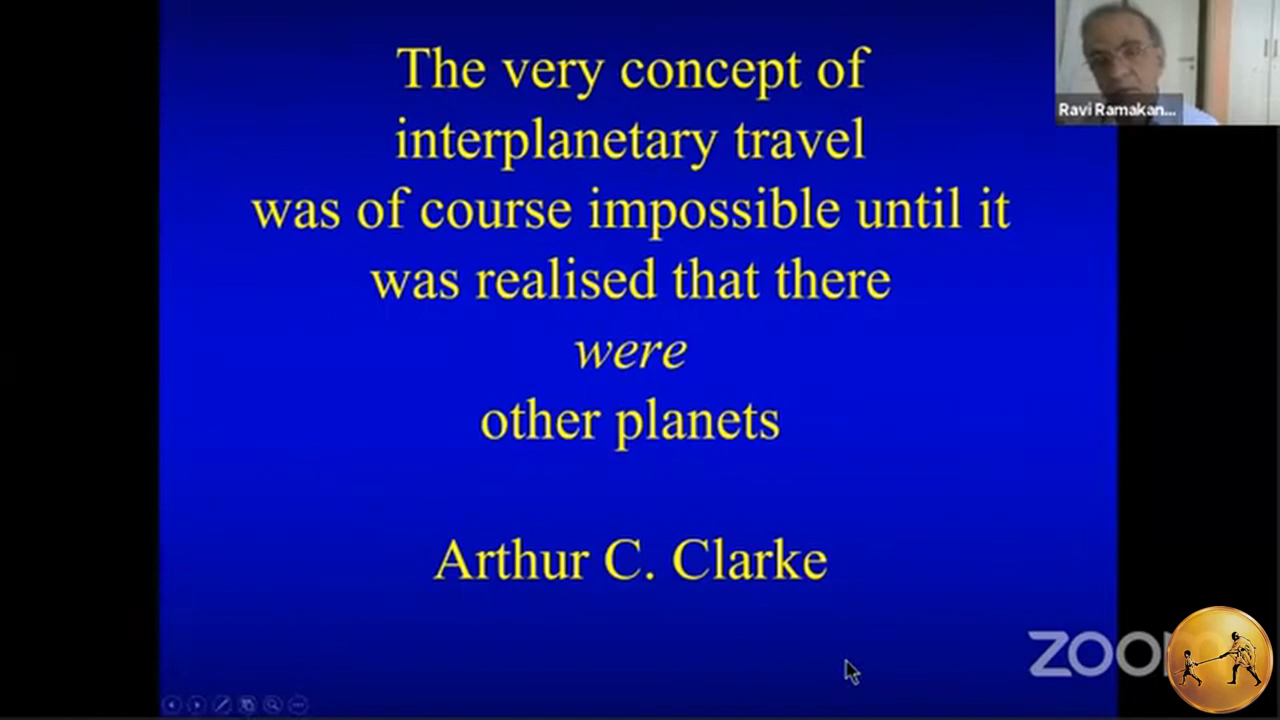 The very concept of
interplanetary travel
was of course impossible until it
was realised that there
were
other planets
Arthur C. Clarke
Ravi Ramakan...